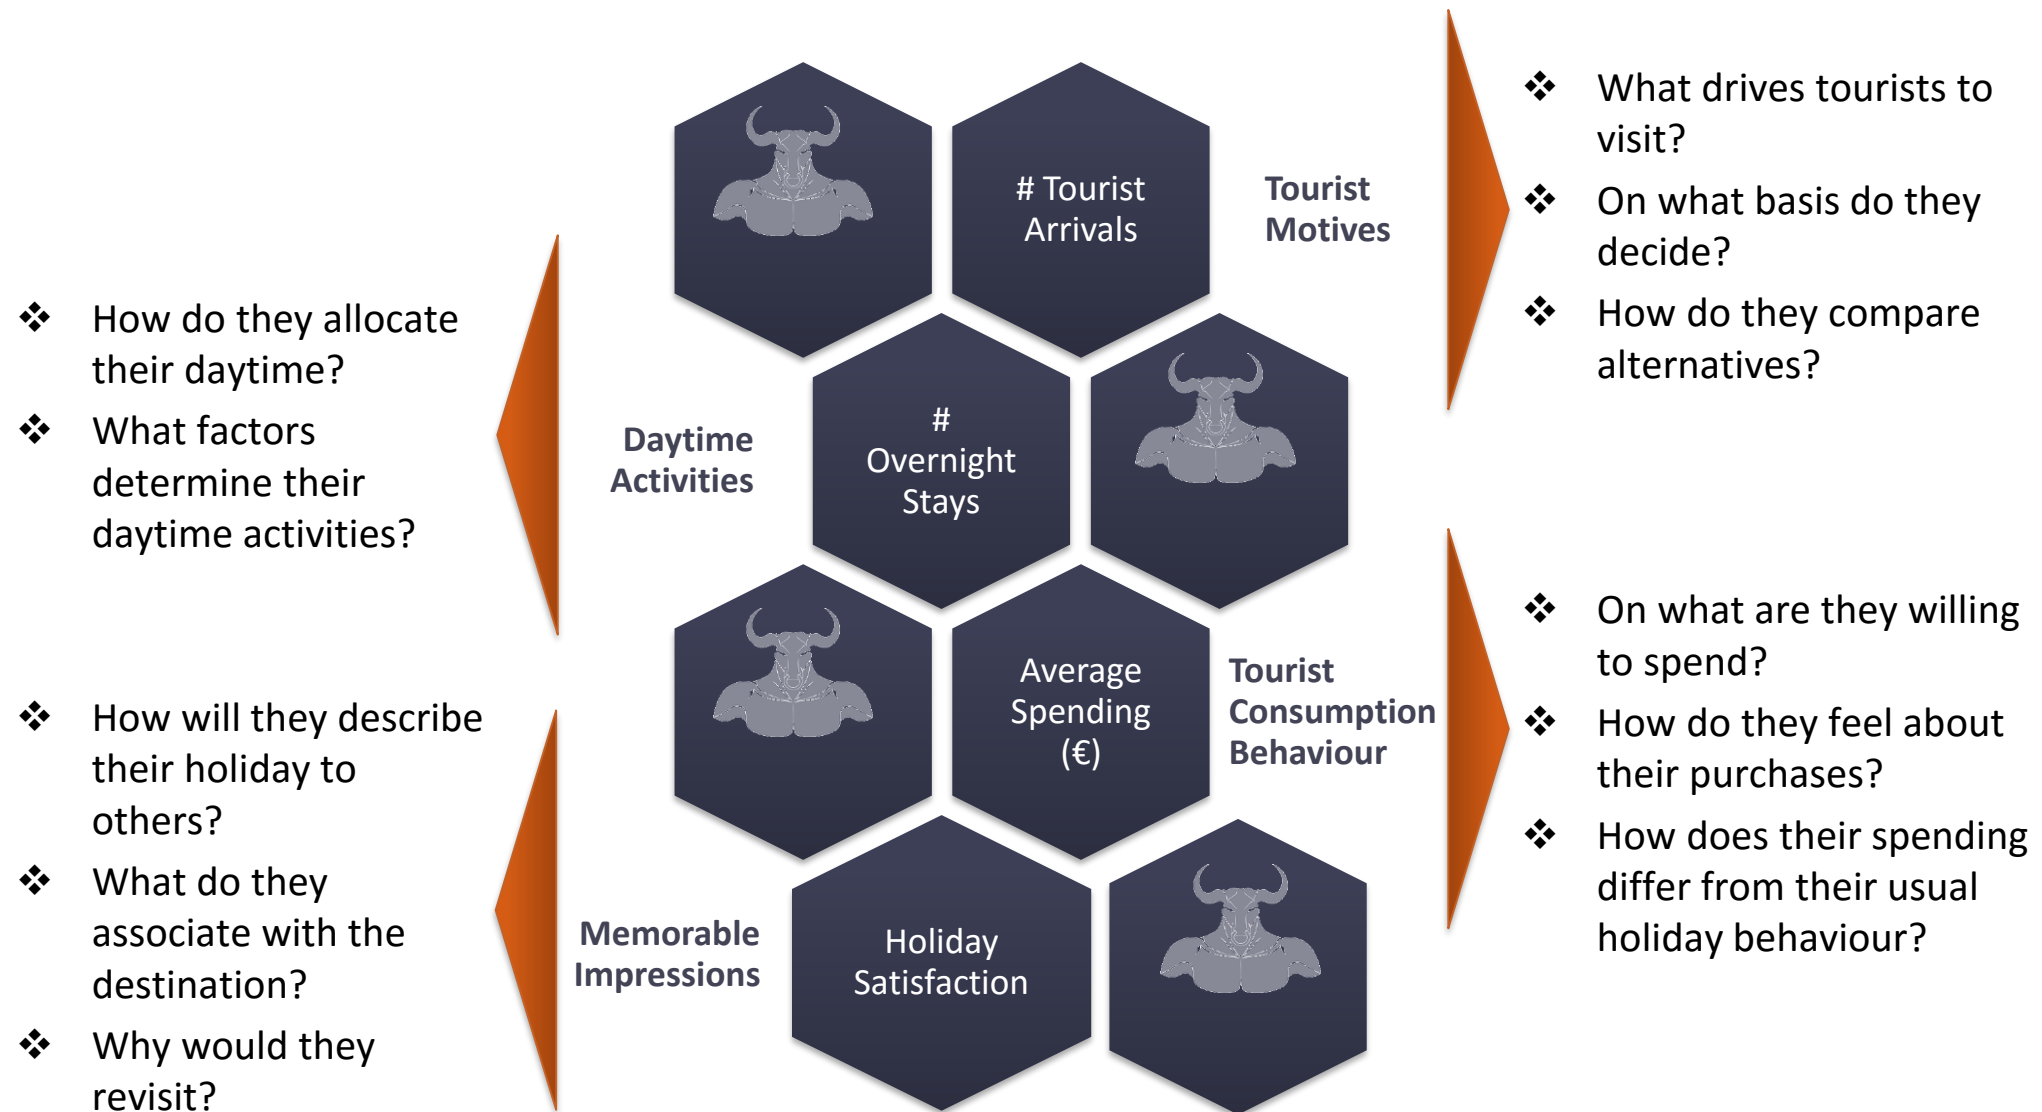 # Tourist
Arrivals
Tourist
Motives
❖ What drives tourists to
visit?
❖ On what basis do they
decide?
❖ How do they compare
alternatives?
❖ How do they allocate
their daytime?
❖ What factors
determine their
daytime activities?
Daytime
Activities
#
Overnight
Stays
Average
Spending
(€)
Tourist
Consumption
Behaviour
❖ On what are they willing
to spend?
❖ How do they feel about
their purchases?
❖ How does their spending
differ from their usual
holiday behaviour?
❖ How will they describe
their holiday to
others?
❖ What do they
associate with the
destination?
❖ Why would they
revisit?
Memorable
Impressions
Holiday
Satisfaction